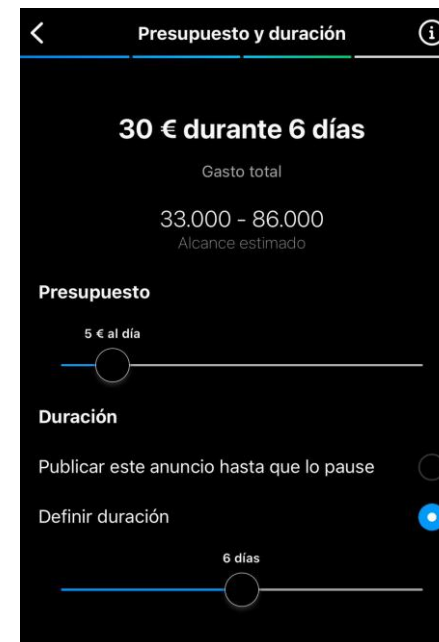 Presupuesto y duración
30 € durante 6 días
Gasto total
33.000 - 86.000
Alcance estimado
Presupuesto
5 € al día
Duración
Publicar este anuncio hasta que lo pause
Definir duración
6 días